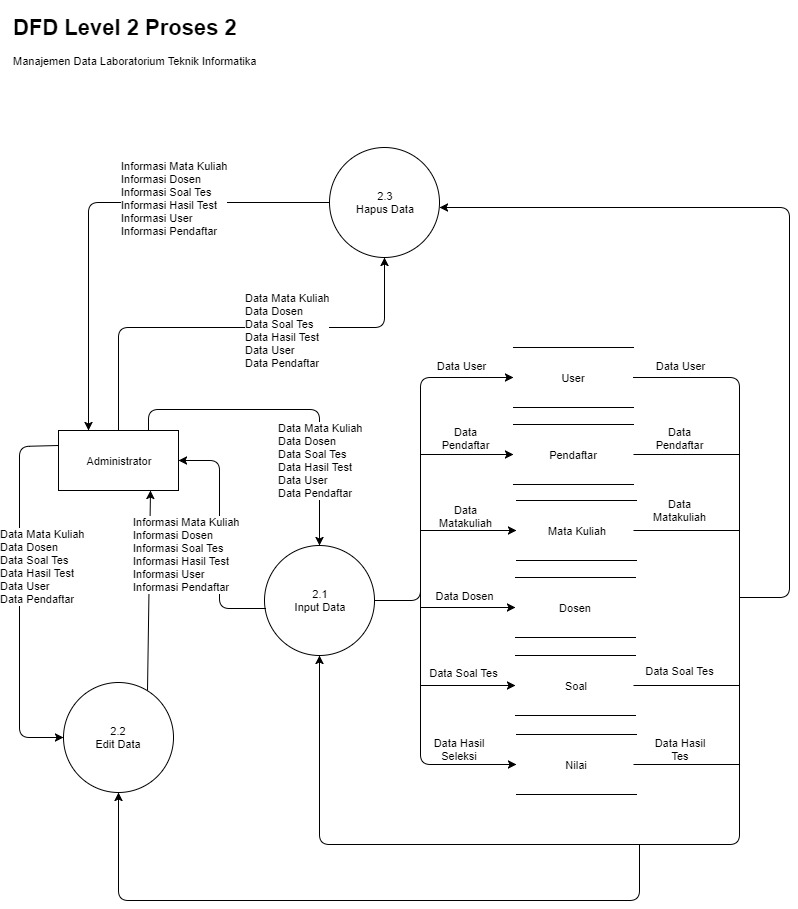 DFD Level 2 Proses 2
Manajemen Data Laboratorium Teknik Informatika
Informasi Mata Kuliah
Informasi Dosen
Informasi Soal Tes
Informasi Hasil Test
Informasi User
Informasi Pendaftar
2.3
Hapus Data
Data Mata Kuliah
Data Dosen
Data Soal Tes
Data Hasil Test
Data User
Data Pendaftar
Administrator
Data Mata Kuliah
Data Dosen
Data Soal Tes
Data Hasil Test
Data User
Data Pendaftar
Data Mata Kuliah
Data Dosen
Data Soal Tes
Data Hasil Test
Data User
Data Pendaftar
Informasi Mata Kuliah
Informasi Dosen
Informasi Soal Tes
Informasi Hasil Test
Informasi User
Informasi Pendaftar
2.1
Input Data
2.2
Edit Data
Data User
User
Data User
Data
Pendaftar
Pendaftar
Data
Pendaftar
Data
Matakuliah
Mata Kuliah
Data
Matakuliah
Data Dosen
Dosen
Data Soal Tes
Soal
Data Soal Tes
Data Hasil
Seleksi
Nilai
Data Hasil
Tes